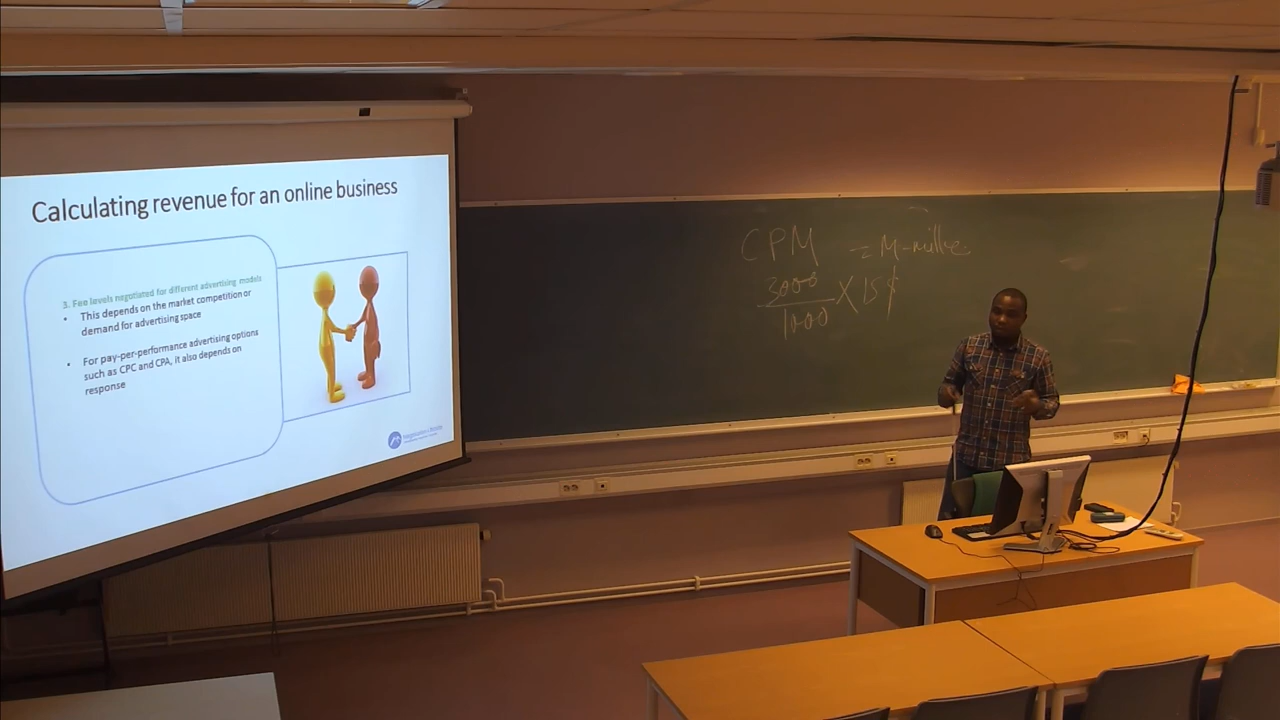 Calculating revenue for an online business
3. Fee levels negotiated for different advertising models
• This depends on the market competition or
demand for advertising space
• For pay-per-performance advertising options
such as CPC and CPA, it also depends on
response
CPM = M-mille
3000
X 15 $
1000